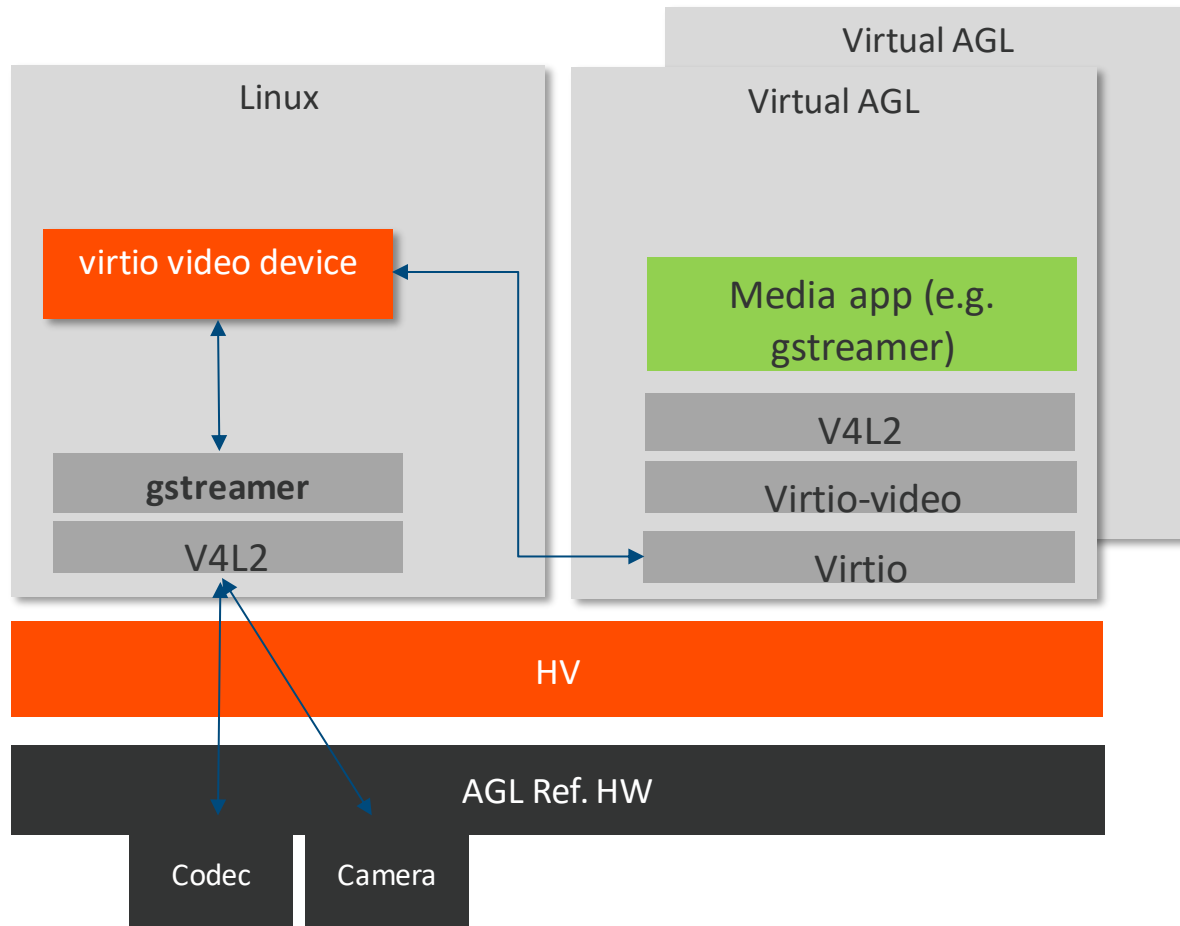 Virtual AGL
Linux
Virtual AGL
virtio video device
Media app (e.g.
gstreamer)
V4L2
gstreamer
Virtio-video
V4L2
Virtio
HV
AGL Ref. HW
Codec
Camera